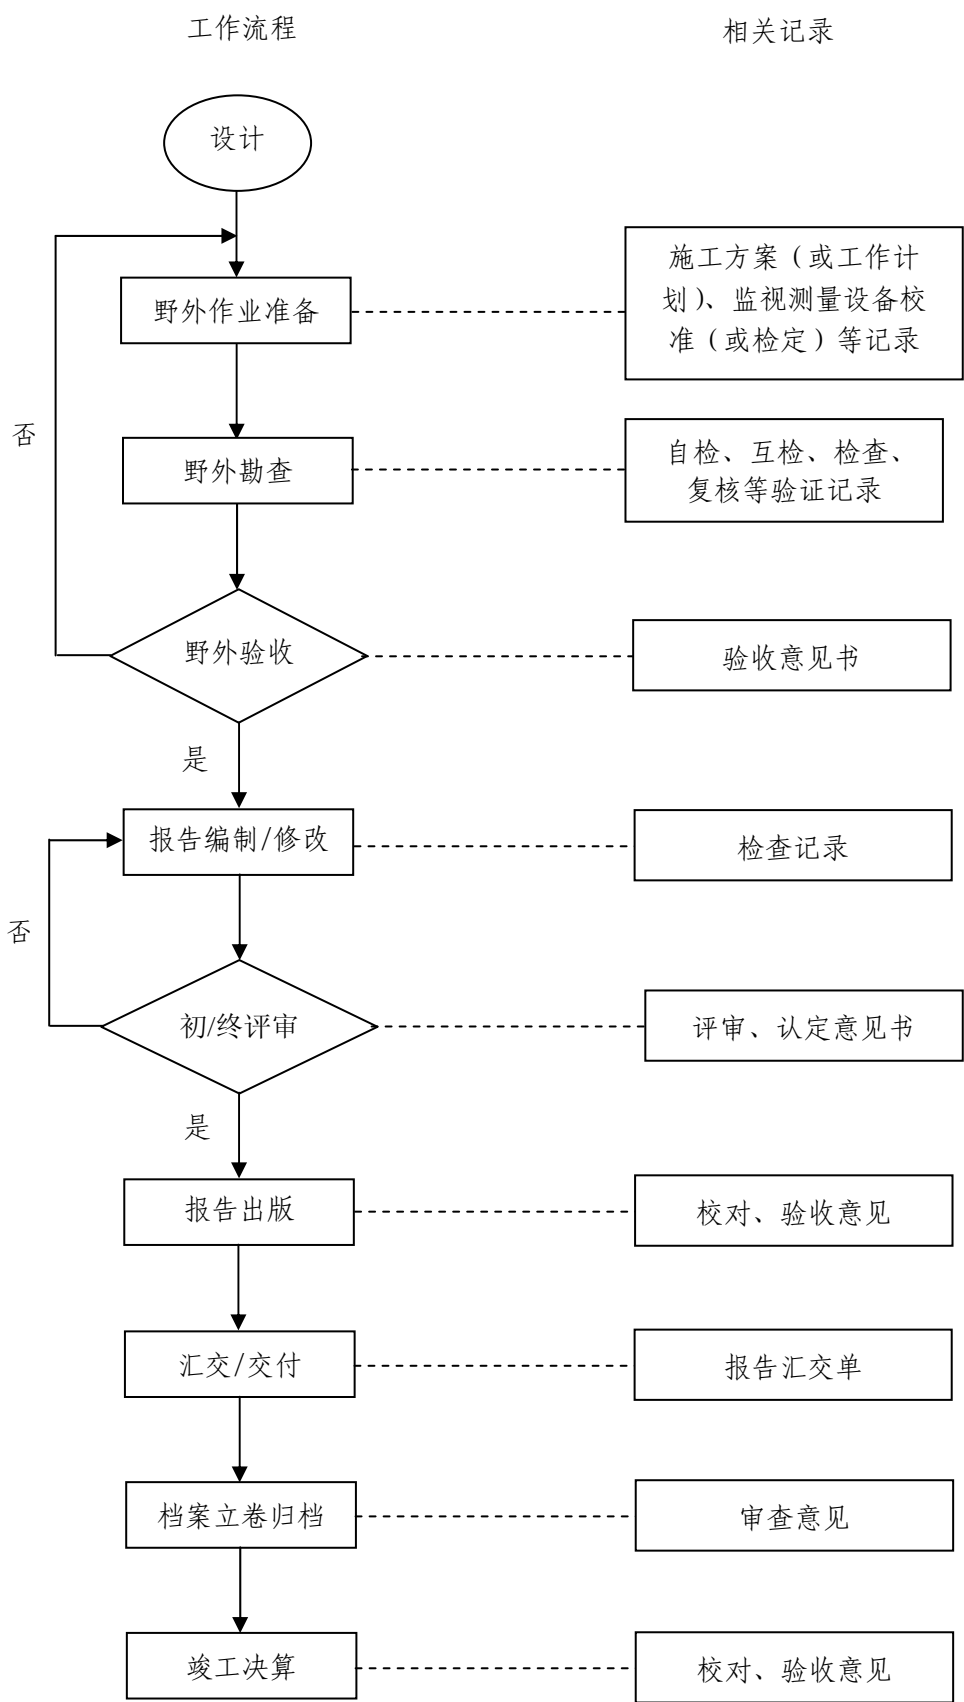 工作流程
相关记录
设计
野外作业准备
施工方案（或工作计
划）、监视测量设备校
准（或检定）等记录
否
野外勘查
自检、互检、检查、
复核等验证记录
野外验收
验收意见书
是
报告编制/修改
检查记录
否
初/终评审
评审、认定意见书
是
报告出版
校对、验收意见
汇交/交付
报告汇交单
档案立卷归档
审查意见
竣工决算
校对、验收意见